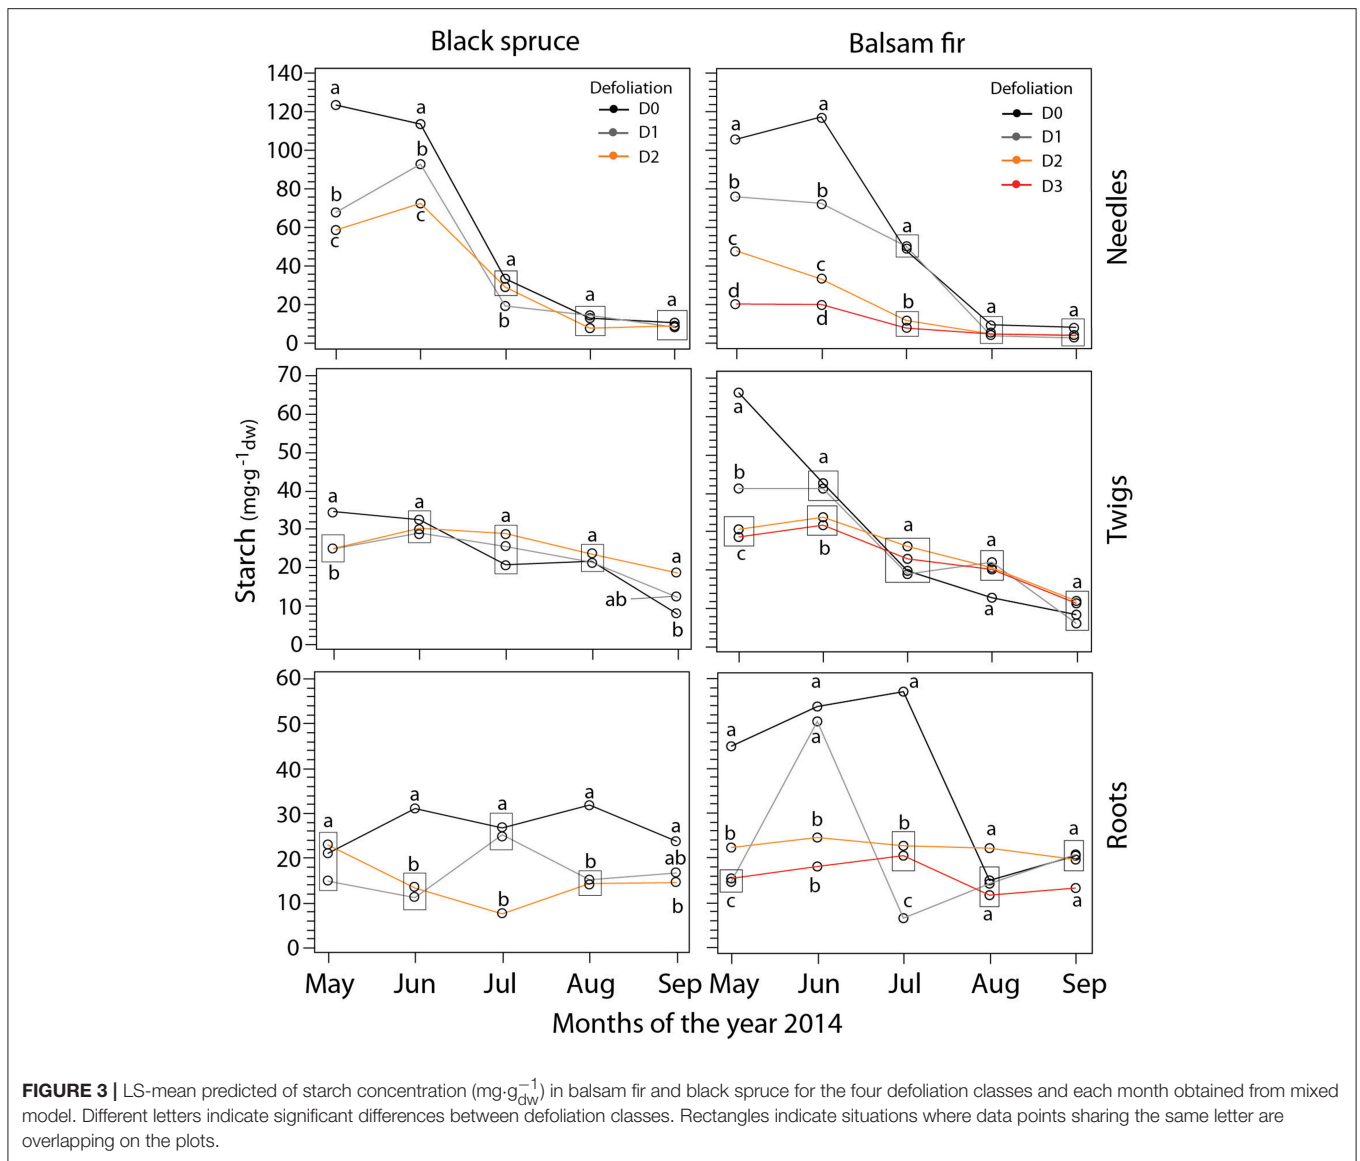 Black spruce
Balsam fir
140
120
100
80
60
40
20
0
Defoliation
D0
D1
D2
a
b
c
a
b
c
a
b
a
a
Defoliation
D0
D1
D2
D3
a
b
c
d
a
b
c
d
a
b
a
a
Needles
70
60
50
40
30
20
10
0
Starch (mg·g⁻¹dw)
a
b
a
a
a
a
ab
b
a
b
c
a
b
a
a
a
a
Twigs
60
50
40
30
20
10
0
a
a
b
a
b
a
b
a
ab
b
a
b
c
a
a
b
b
a
b
c
a
a
a
a
Roots
May Jun Jul Aug Sep May Jun Jul Aug Sep
Months of the year 2014
FIGURE 3 | LS-mean predicted of starch concentration (mg·g⁻¹dw) in balsam fir and black spruce for the four defoliation classes and each month obtained from mixed
model. Different letters indicate significant differences between defoliation classes. Rectangles indicate situations where data points sharing the same letter are
overlapping on the plots.